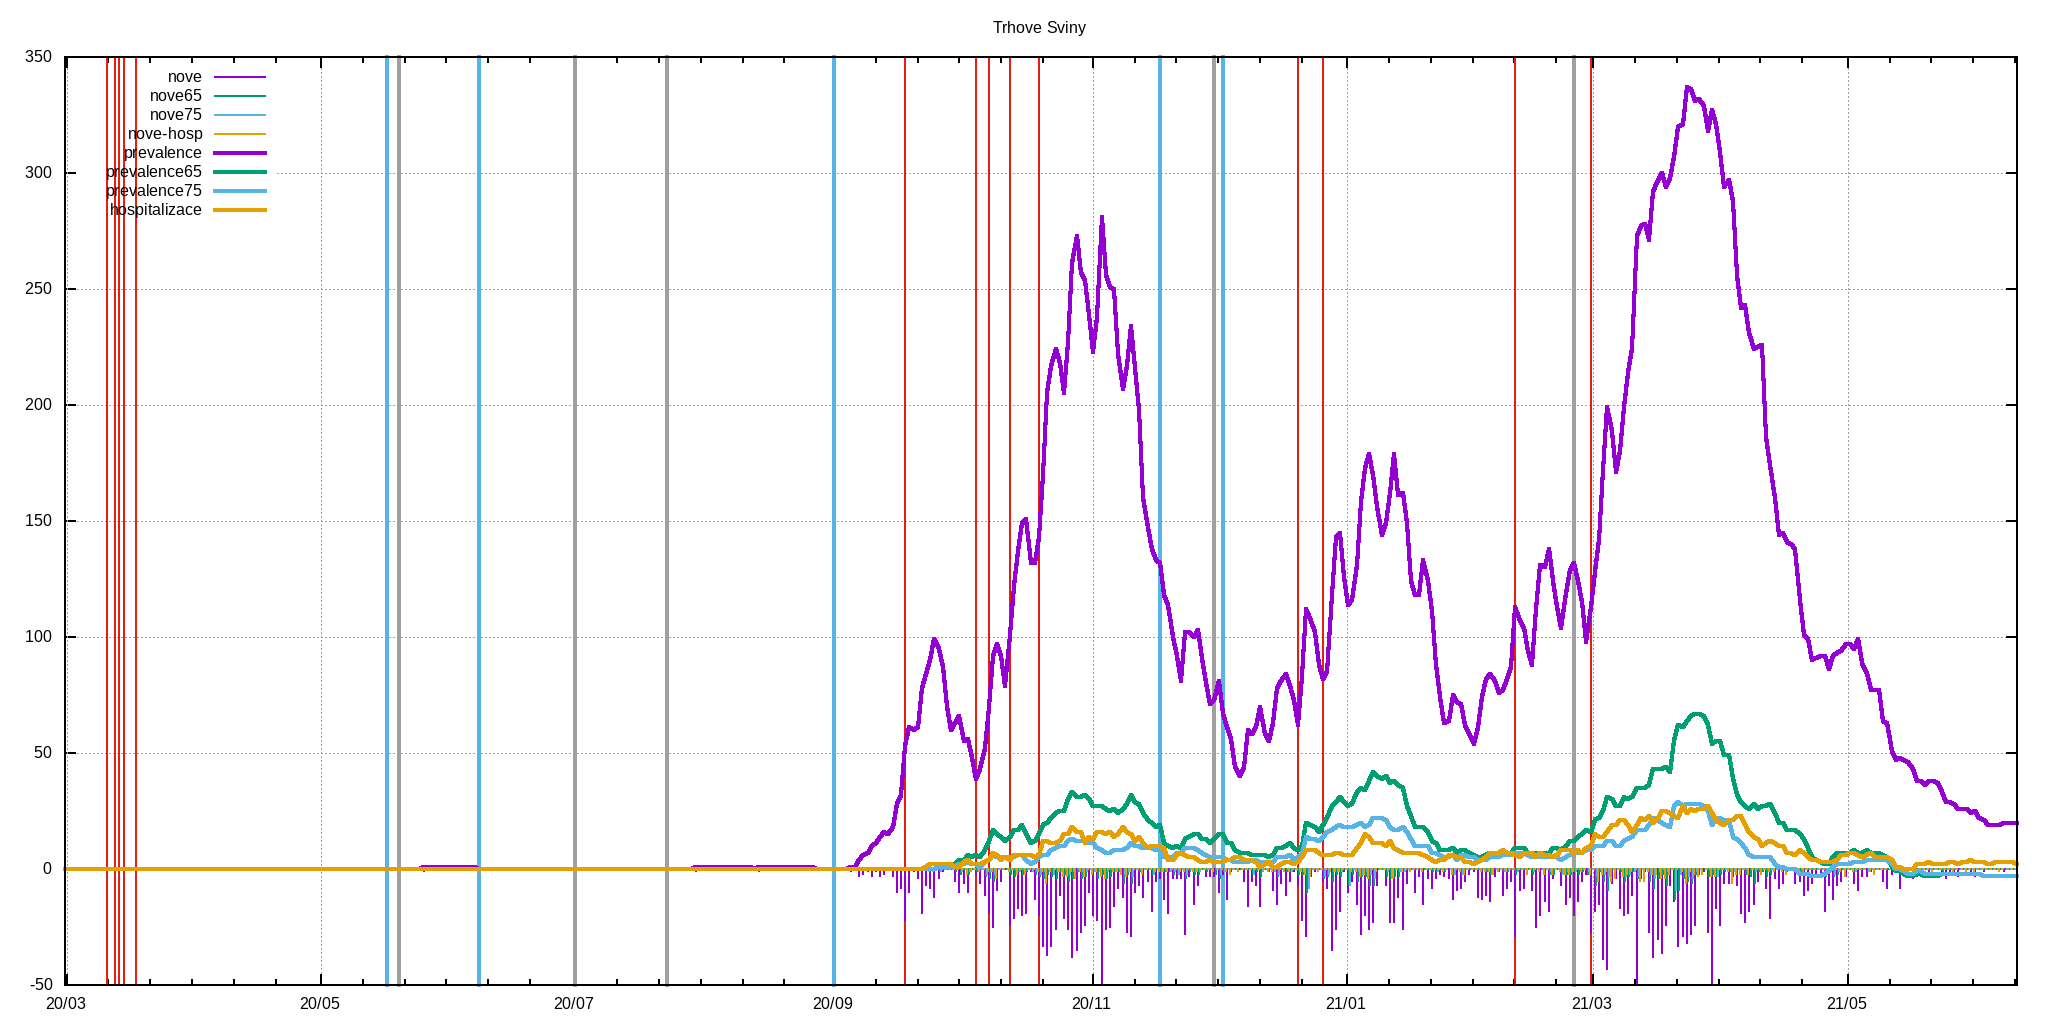 Trhove Sviny
350
300
250
200
150
100
50
0
-50
nove
nove65
nove75
nove-hosp
prevalence
prevalence65
prevalence75
hospitalizace
20/03 20/05 20/07 20/09 20/11 21/01 21/03 21/05